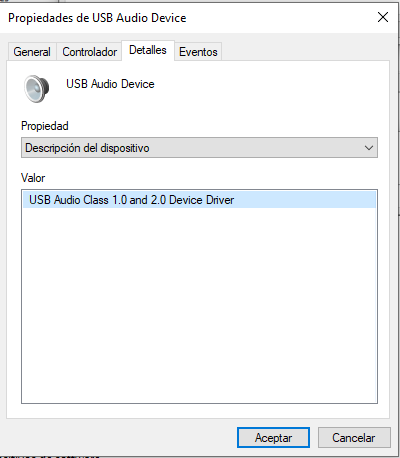 Propiedades de USB Audio Device
General
Controlador
Detalles
Eventos
USB Audio Device
Propiedad
Descripción del dispositivo
Valor
USB Audio Class 1.0 and 2.0 Device Driver
Aceptar
Cancelar